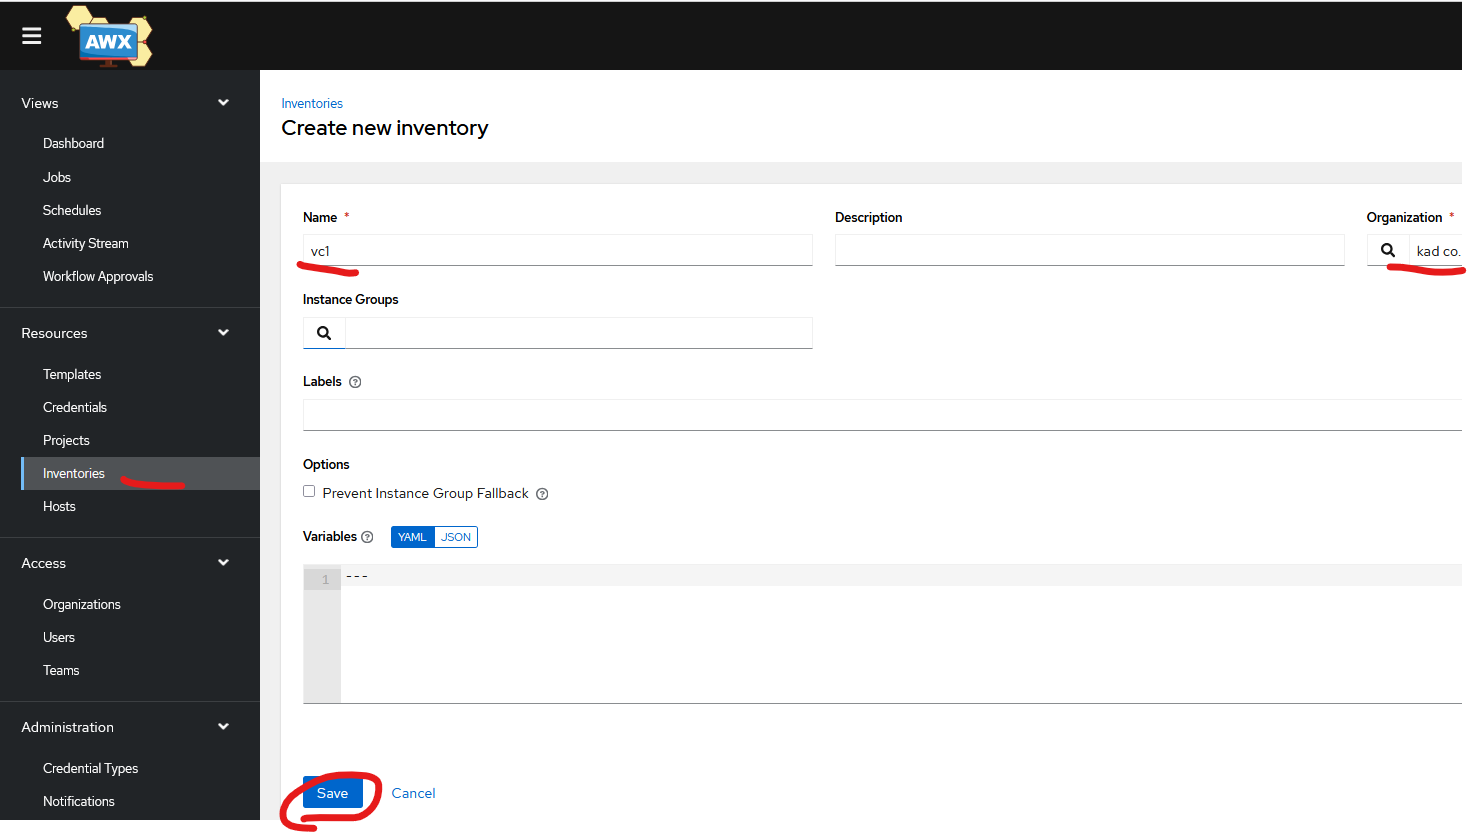 AWX
Views
Dashboard
Jobs
Schedules
Activity Stream
Workflow Approvals
Resources
Templates
Credentials
Projects
Inventories
Hosts
Access
Organizations
Users
Teams
Administration
Credential Types
Notifications
Inventories
Create new inventory
Name * Description Organization *
vc1 kad co.
Instance Groups
Labels
Options
Prevent Instance Group Fallback
Variables YAML JSON
1 ---
Save Cancel